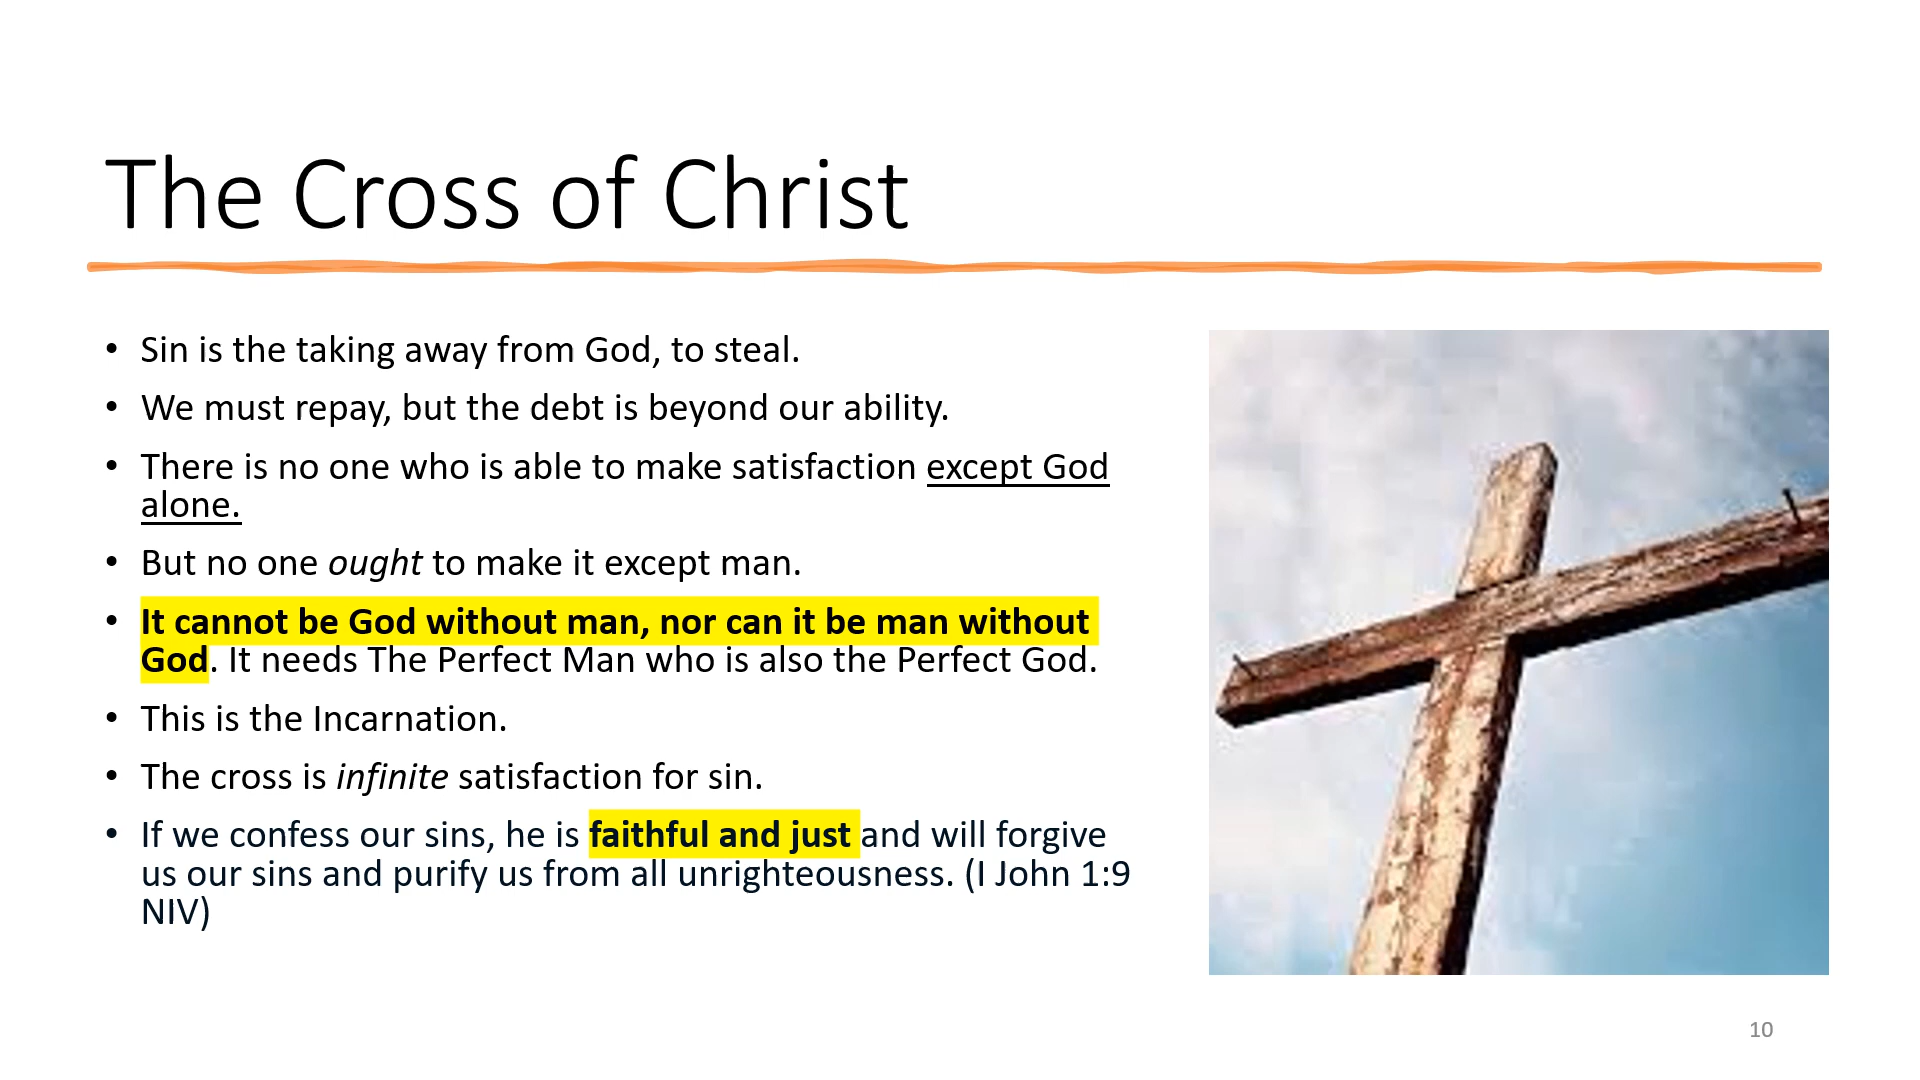 The Cross of Christ
• Sin is the taking away from God, to steal.
• We must repay, but the debt is beyond our ability.
• There is no one who is able to make satisfaction except God
alone.
• But no one ought to make it except man.
• It cannot be God without man, nor can it be man without
God. It needs The Perfect Man who is also the Perfect God.
• This is the Incarnation.
• The cross is infinite satisfaction for sin.
• If we confess our sins, he is faithful and just and will forgive
us our sins and purify us from all unrighteousness. (I John 1:9
NIV)
10